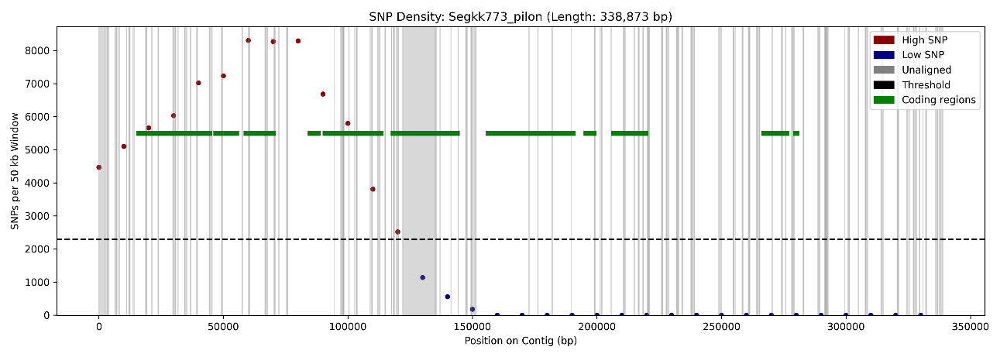 SNP Density: Segkk773_pilon (Length: 338,873 bp)
SNPs per 50 kb Window
8000
7000
6000
5000
4000
3000
2000
1000
0
High SNP
Low SNP
Unaligned
Threshold
Coding regions
0 50000 100000 150000 200000 250000 300000 350000
Position on Contig (bp)